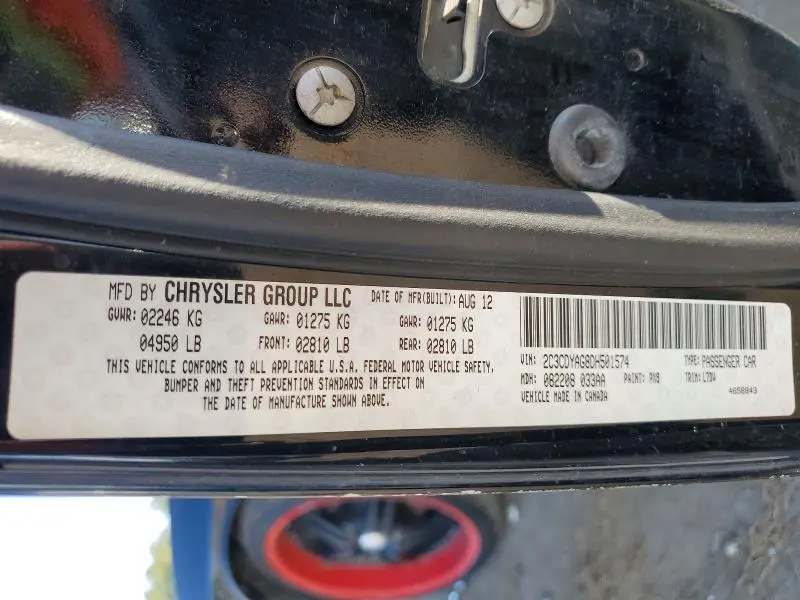 MFD BY CHRYSLER GROUP LLC DATE OF MFR(BUILT): AUG 12
GVWR: 02246 KG GAWR: 01275 KG GAWR: 01275 KG
04950 LB FRONT: 02810 LB REAR: 02810 LB
THIS VEHICLE CONFORMS TO ALL APPLICABLE U.S.A. FEDERAL MOTOR VEHICLE SAFETY,
BUMPER AND THEFT PREVENTION STANDARDS IN EFFECT ON
THE DATE OF MANUFACTURE SHOWN ABOVE.
VIN: 2C3CDYAG8DH501574 TYPE: PASSENGER CAR
MDH: 082208 033AA PAINT: PX8 TRIM: L7DV
VEHICLE MADE IN CANADA 4658843